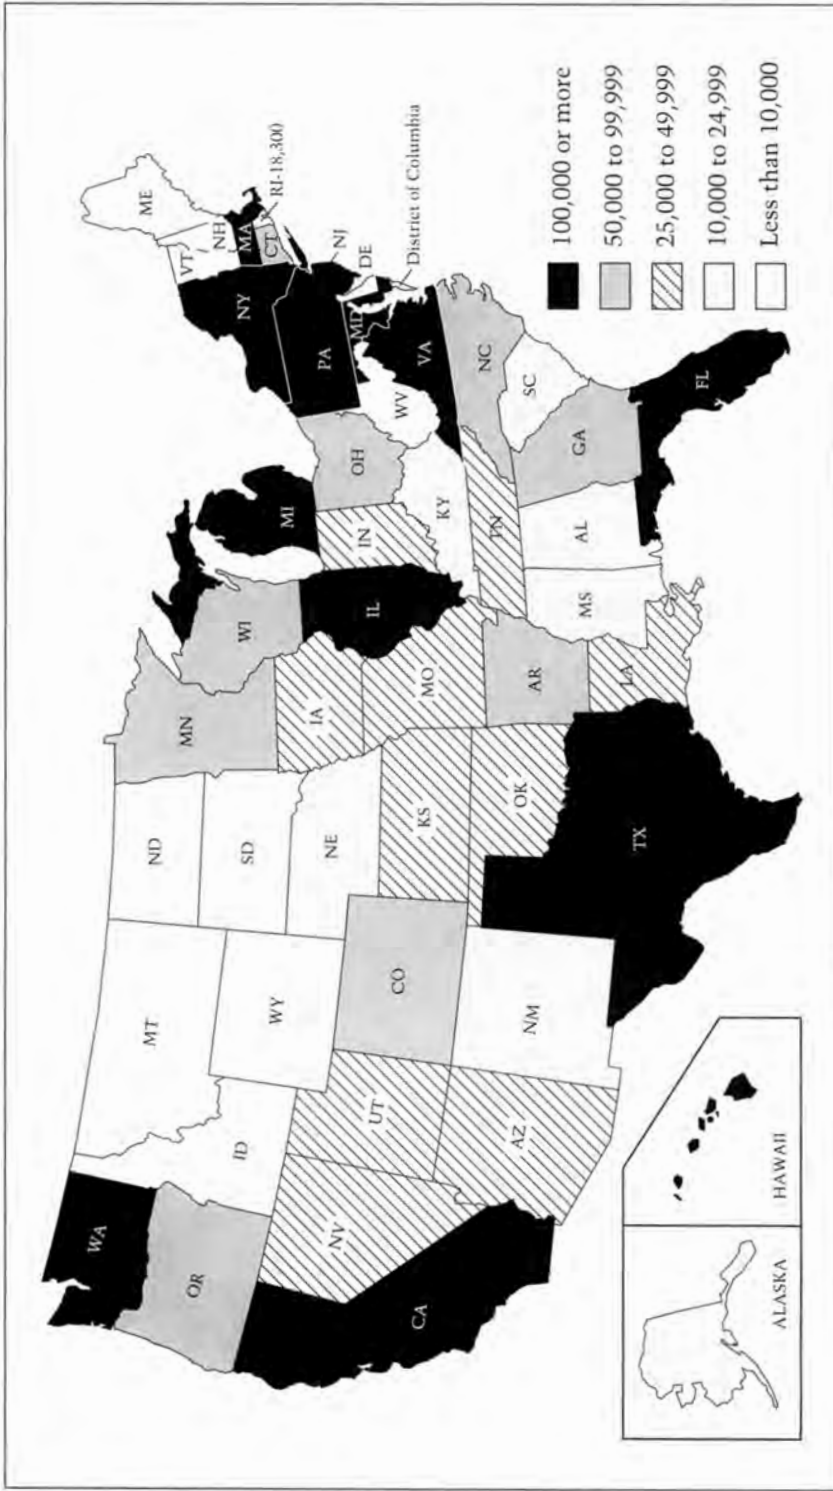 WA
OR
CA
NV
ID
MT
WY
UT
AZ
CO
NM
ND
SD
NE
KS
OK
TX
MN
IA
MO
AR
LA
WI
IL
MI
IN
OH
KY
TN
MS
AL
GA
FL
SC
NC
VA
WV
PA
NY
VT
NH
ME
MA
RI-18,300
CT
NJ
DE
MD
District of Columbia
ALASKA
HAWAII
100,000 or more
50,000 to 99,999
25,000 to 49,999
10,000 to 24,999
Less than 10,000